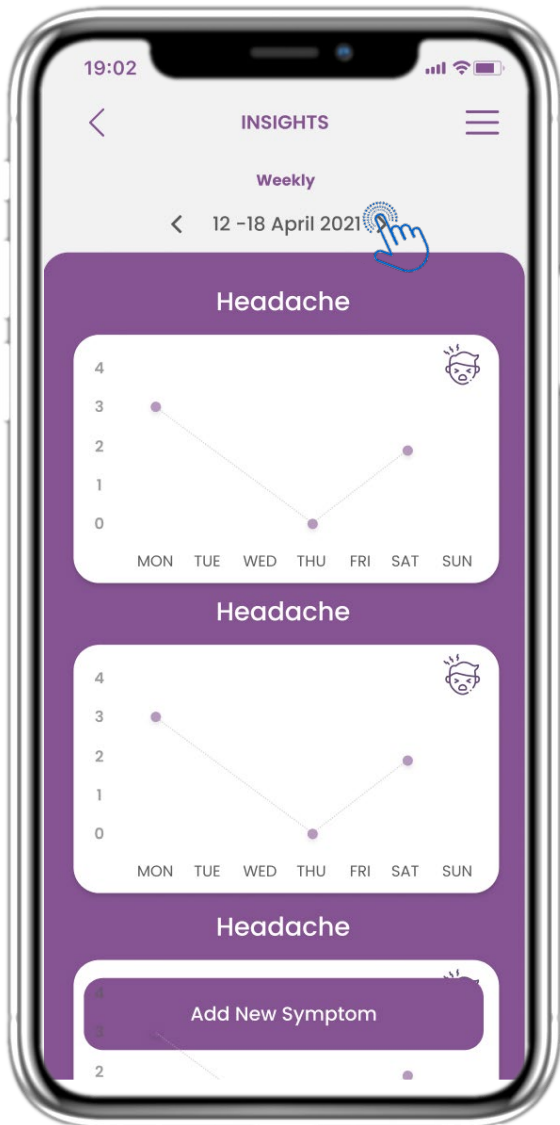 19:02
INSIGHTS
Weekly
12 -18 April 2021
Headache
4
3
2
1
0
MON TUE WED THU FRI SAT SUN
Headache
4
3
2
1
0
MON TUE WED THU FRI SAT SUN
Headache
4
Add New Symptom
3
2